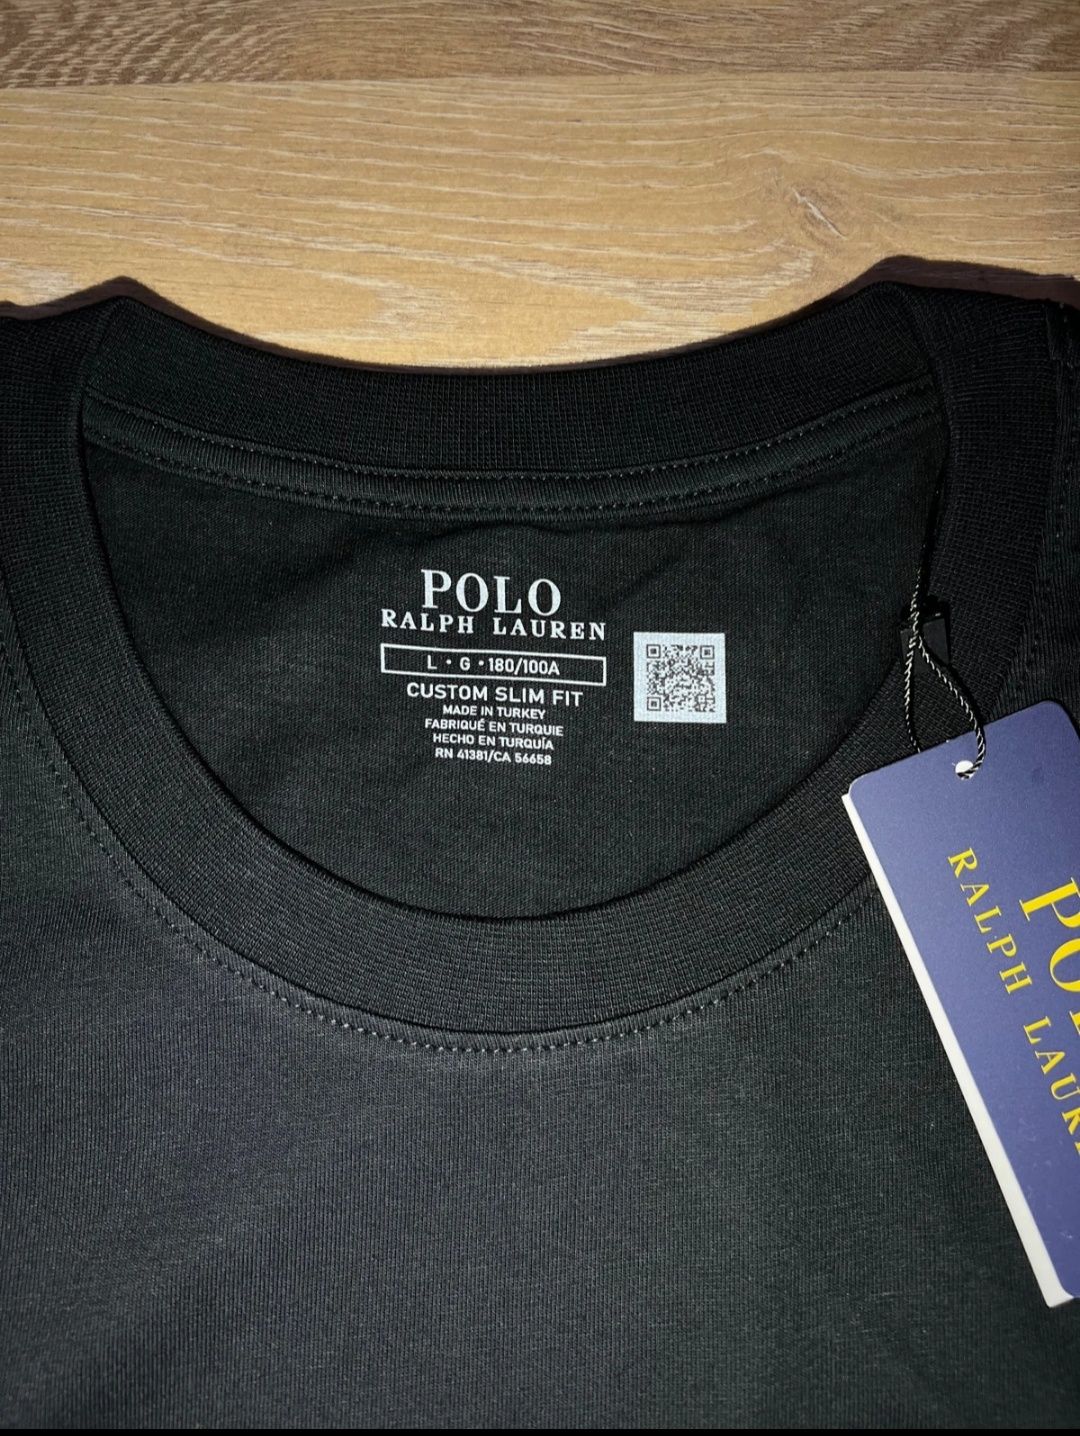 POLO
RALPH LAUREN
L • G • 180/100A
CUSTOM SLIM FIT
MADE IN TURKEY
FABRIQUÉ EN TURQUIE
HECHO EN TURQUÍA
RN 41381/CA 56658
RALPH